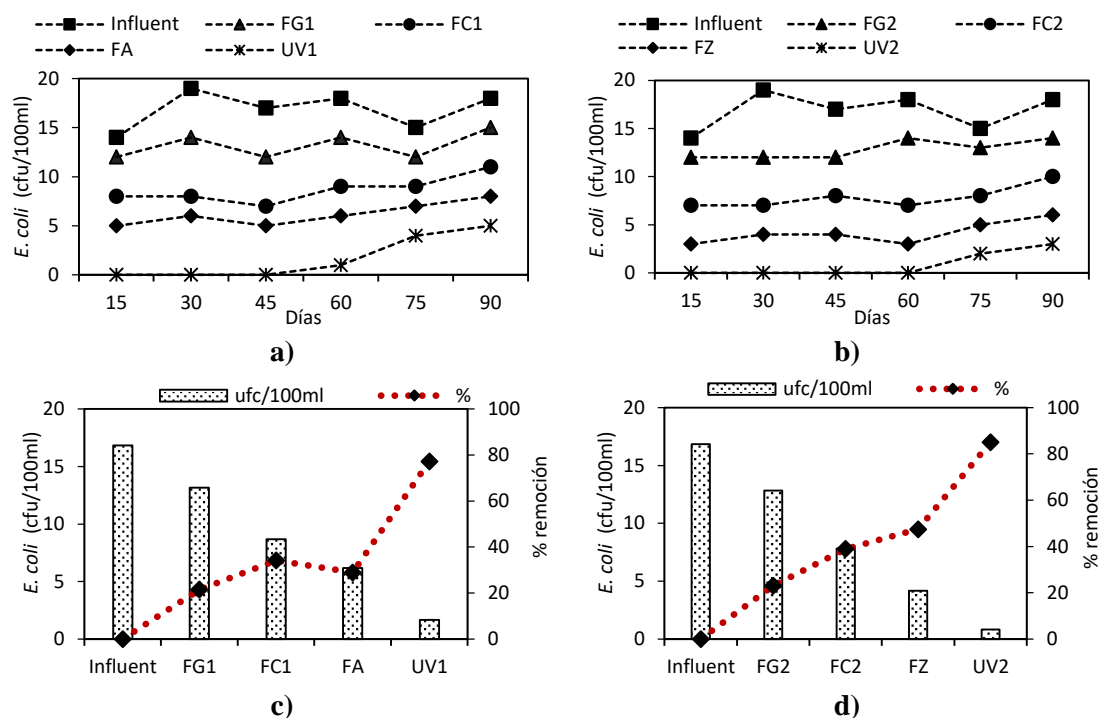 Influent FG1 FC1
FA UV1
E. coli (cfu/100ml)
20
15
10
5
0
15 30 45 60 75 90
Días
a)
Influent FG2 FC2
FZ UV2
E. coli (cfu/100ml)
20
15
10
5
0
15 30 45 60 75 90
Días
b)
ufc/100ml %
E. coli (cfu/100ml)
20
15
10
5
0
100
80
60
40
20
0
% remoción
Influent FG1 FC1 FA UV1
c)
ufc/100ml %
E. coli (cfu/100ml)
20
15
10
5
0
100
80
60
40
20
0
% remoción
Influent FG2 FC2 FZ UV2
d)